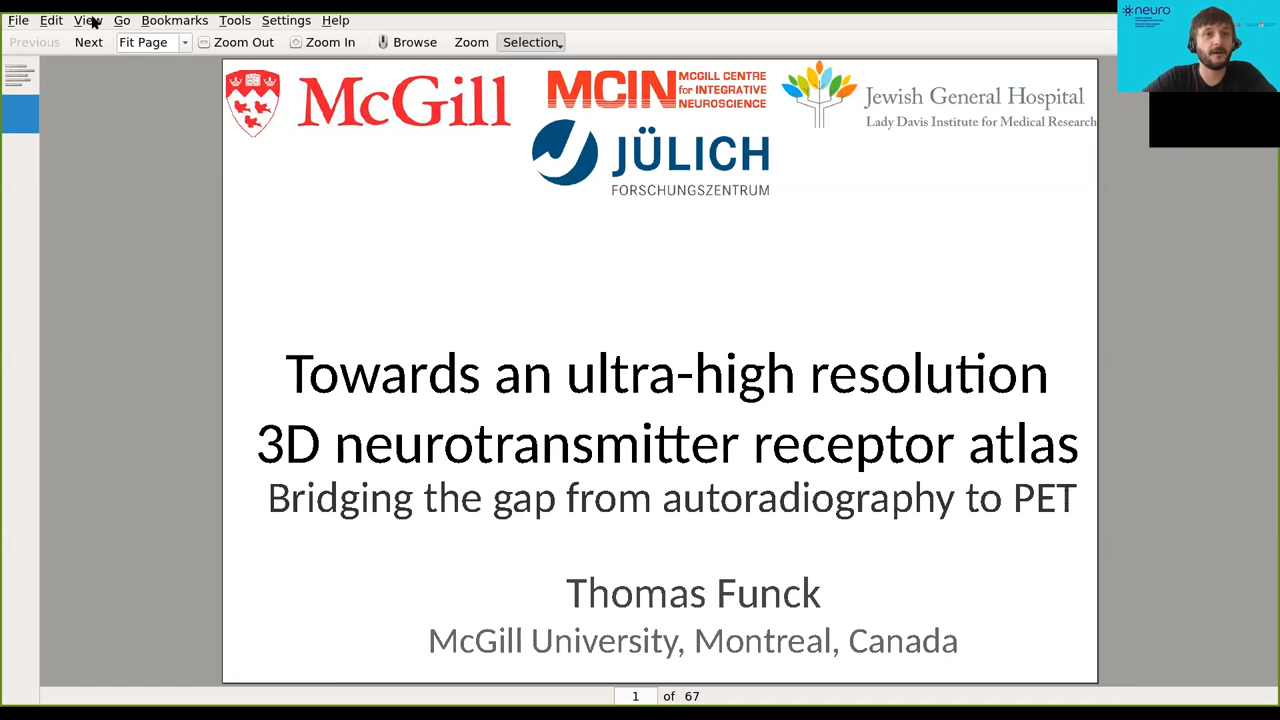 File Edit View Go Bookmarks Tools Settings Help
Previous Next Fit Page Zoom Out Zoom In Browse Zoom Selection
neuro
McGill
MCIN
MCGILL CENTRE
for INTEGRATIVE
NEUROSCIENCE
Jewish General Hospital
Lady Davis Institute for Medical Research
JÜLICH
FORSCHUNGSZENTRUM
Towards an ultra-high resolution
3D neurotransmitter receptor atlas
Bridging the gap from autoradiography to PET
Thomas Funck
McGill University, Montreal, Canada
1 of 67